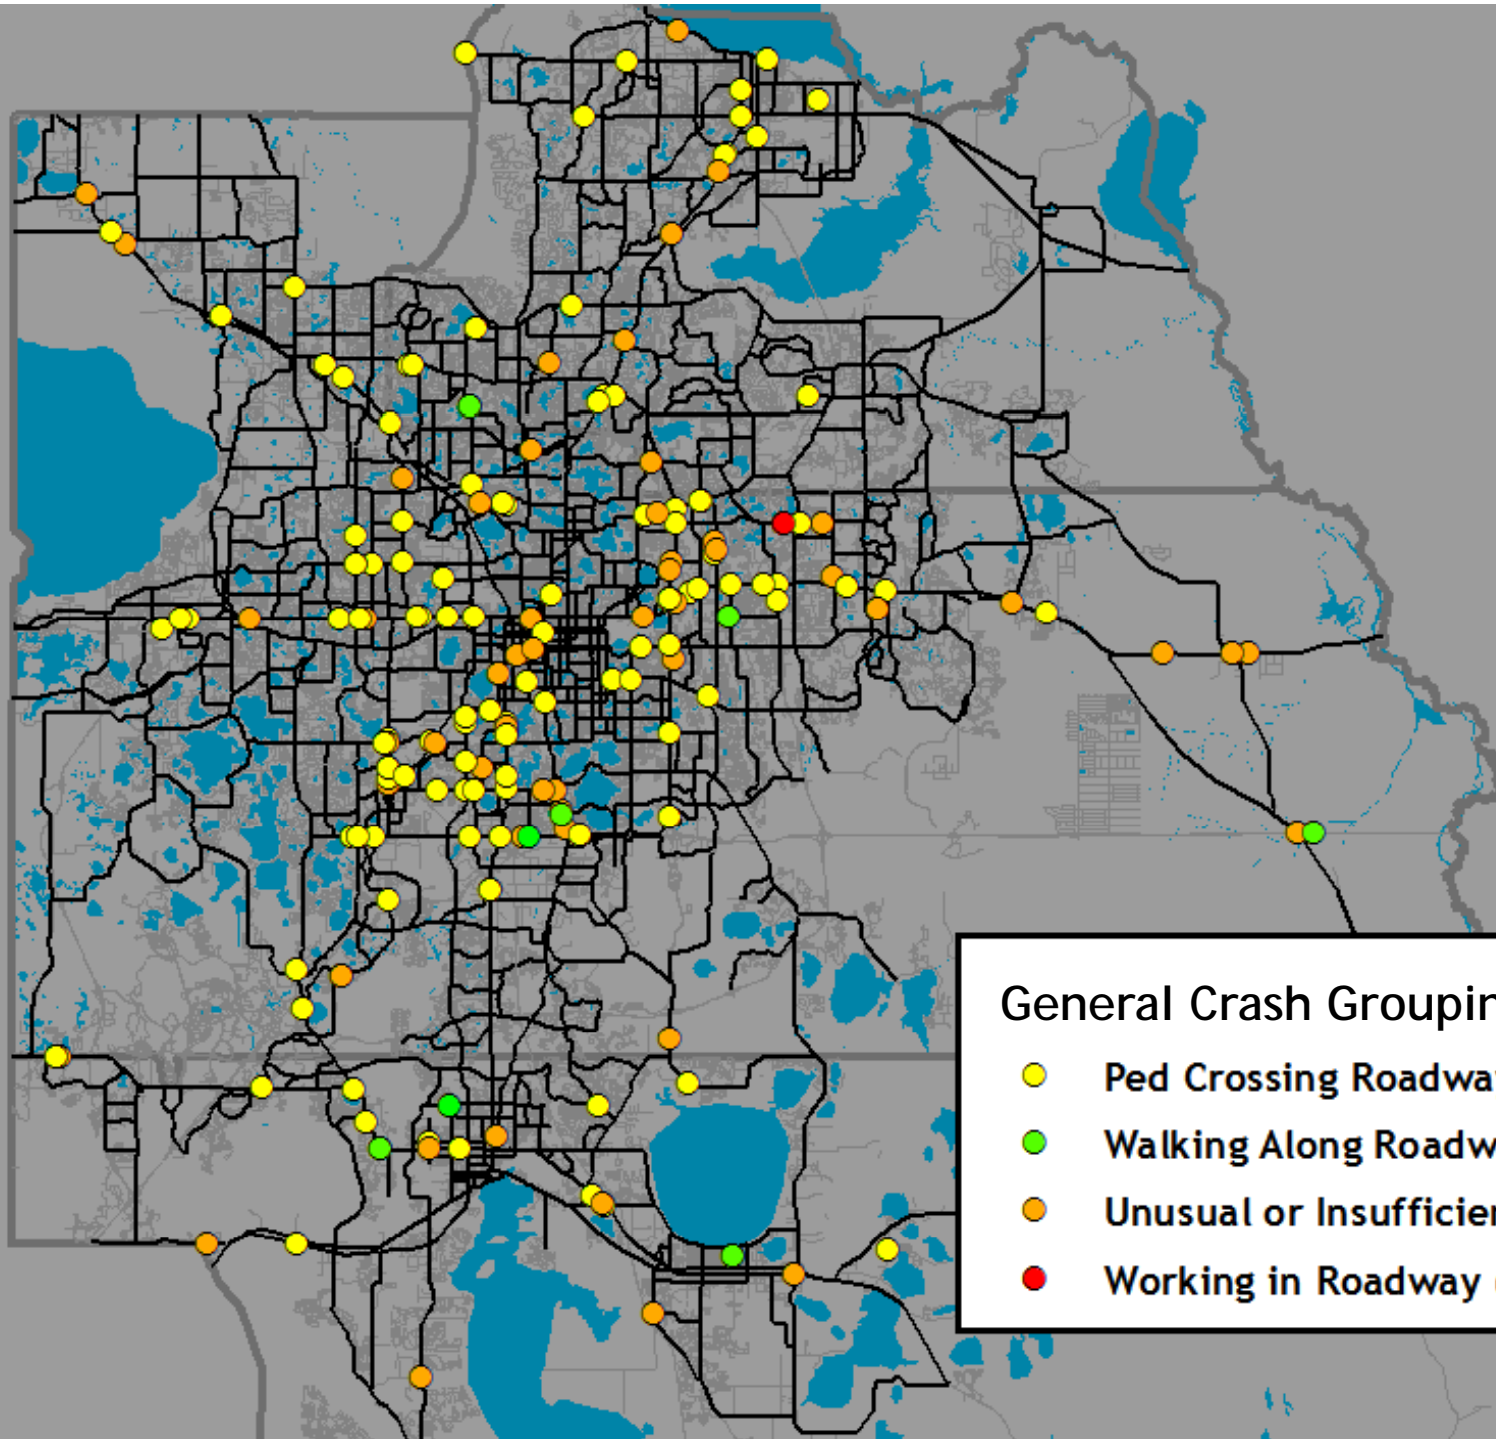 General Crash Groupin
Ped Crossing Roadwa
Walking Along Roadw
Unusual or Insufficie
Working in Roadway